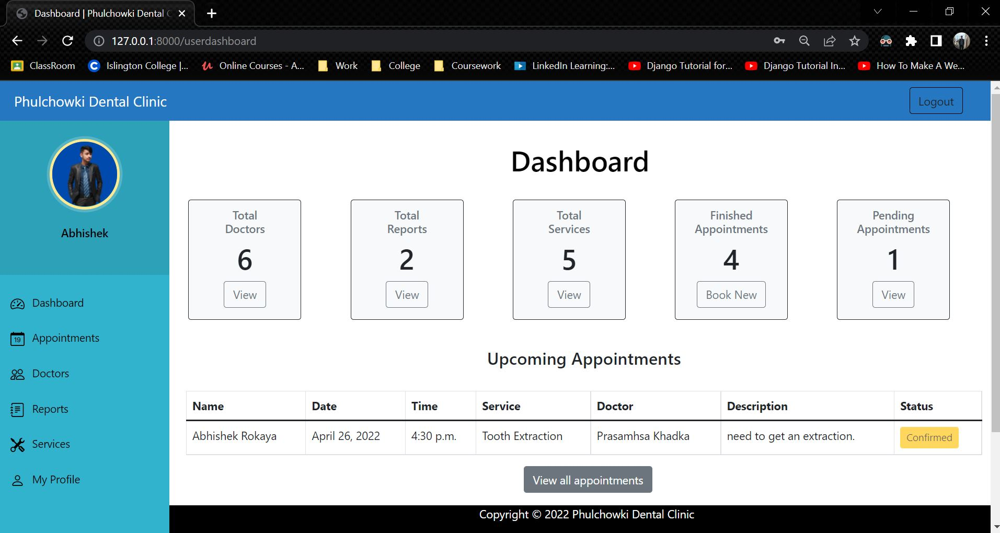 Dashboard | Phulchowki Dental C
127.0.0.1:8000/userdashboard
ClassRoom
Islington College |...
Online Courses - A...
Work
College
Coursework
LinkedIn Learning:...
Django Tutorial for...
Django Tutorial In...
How To Make A We...
Phulchowki Dental Clinic
Logout
Abhishek
Dashboard
Appointments
19
Doctors
Reports
Services
My Profile
Dashboard
Total
Doctors
6
View
Total
Reports
2
View
Total
Services
5
View
Finished
Appointments
4
Book New
Pending
Appointments
1
View
Upcoming Appointments
Name Date Time Service Doctor Description Status
Abhishek Rokaya April 26, 2022 4:30 p.m. Tooth Extraction Prasamhsa Khadka need to get an extraction. Confirmed
View all appointments
Copyright © 2022 Phulchowki Dental Clinic